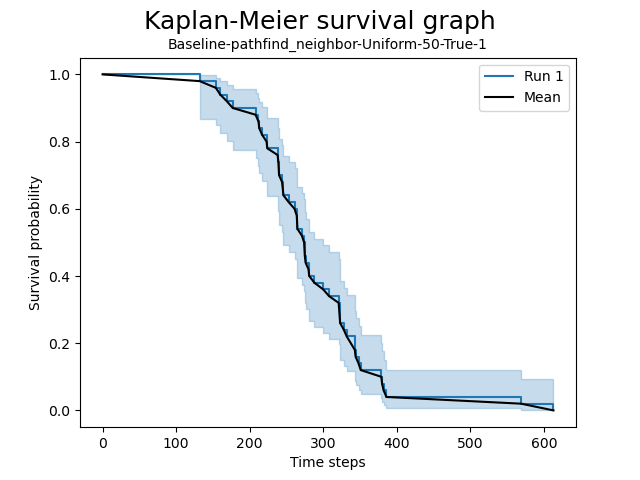 Kaplan-Meier survival graph
Baseline-pathfind_neighbor-Uniform-50-True-1
Run 1
Mean
1.0
0.8
0.6
0.4
0.2
0.0
Survival probability
0 100 200 300 400 500 600
Time steps